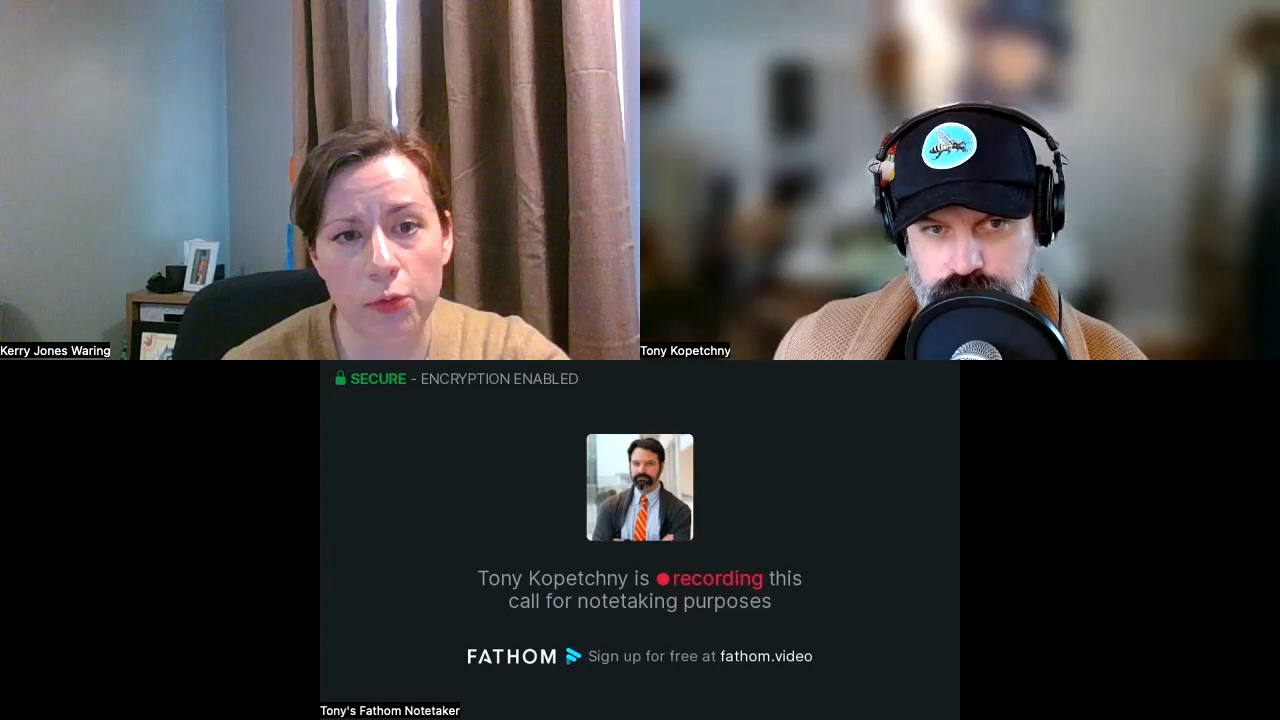 Kerry Jones Waring
Tony Kopetchny
SECURE - ENCRYPTION ENABLED
Tony Kopetchny is recording this
call for notetaking purposes
FATHOM Sign up for free at fathom.video
Tony's Fathom Notetaker